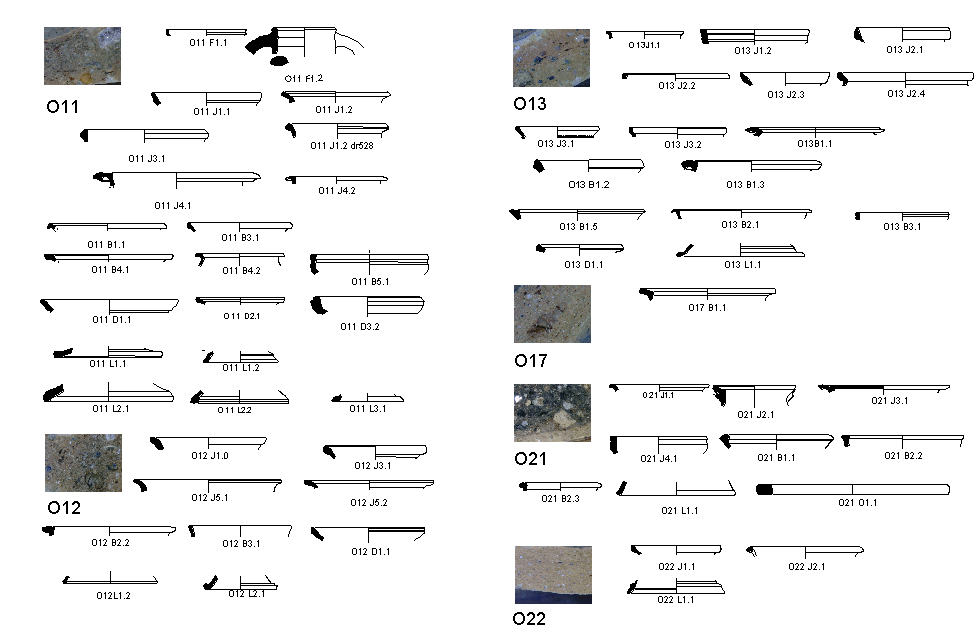 O11
O11 F1.1
O11 F1.2
O11 J1.1
O11 J1.2
O11 J3.1
O11 J1.2 dr528
O11 J4.1
O11 J4.2
O11 B1.1
O11 B3.1
O11 B4.1
O11 B4.2
O11 B5.1
O11 D1.1
O11 D2.1
O11 D3.2
O11 L1.1
O11 L1.2
O11 L2.1
O11 L2.2
O11 L3.1
O12
O12 J1.0
O12 J3.1
O12 J5.1
O12 J5.2
O12 B2.2
O12 B3.1
O12 D1.1
O12L1.2
O12 L2.1
O13
O13J1.1
O13 J1.2
O13 J2.1
O13 J2.2
O13 J2.3
O13 J2.4
O13 J3.1
O13 J3.2
O13B1.1
O13 B1.2
O13 B1.3
O13 B1.5
O13 B2.1
O13 B3.1
O13 D1.1
O13 L1.1
O17
O17 B1.1
O21
O21 J1.1
O21 J2.1
O21 J3.1
O21 J4.1
O21 B1.1
O21 B2.2
O21 B2.3
O21 L1.1
O21 O1.1
O22
O22 J1.1
O22 J2.1
O22 L1.1